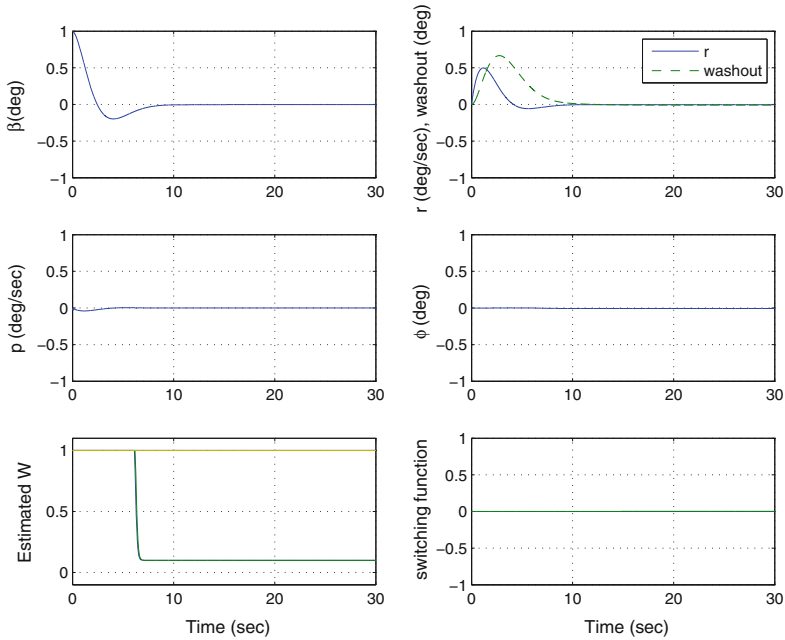 1
0.5
0
−0.5
−1
0 10 20 30
β(deg)
1
0.5
0
−0.5
−1
0 10 20 30
r (deg/sec), washout (deg)
r
washout
1
0.5
0
−0.5
−1
0 10 20 30
p (deg/sec)
1
0.5
0
−0.5
−1
0 10 20 30
ϕ (deg)
1
0.5
0
0 10 20 30
Estimated W
Time (sec)
1
0.5
0
−0.5
−1
0 10 20 30
switching function
Time (sec)